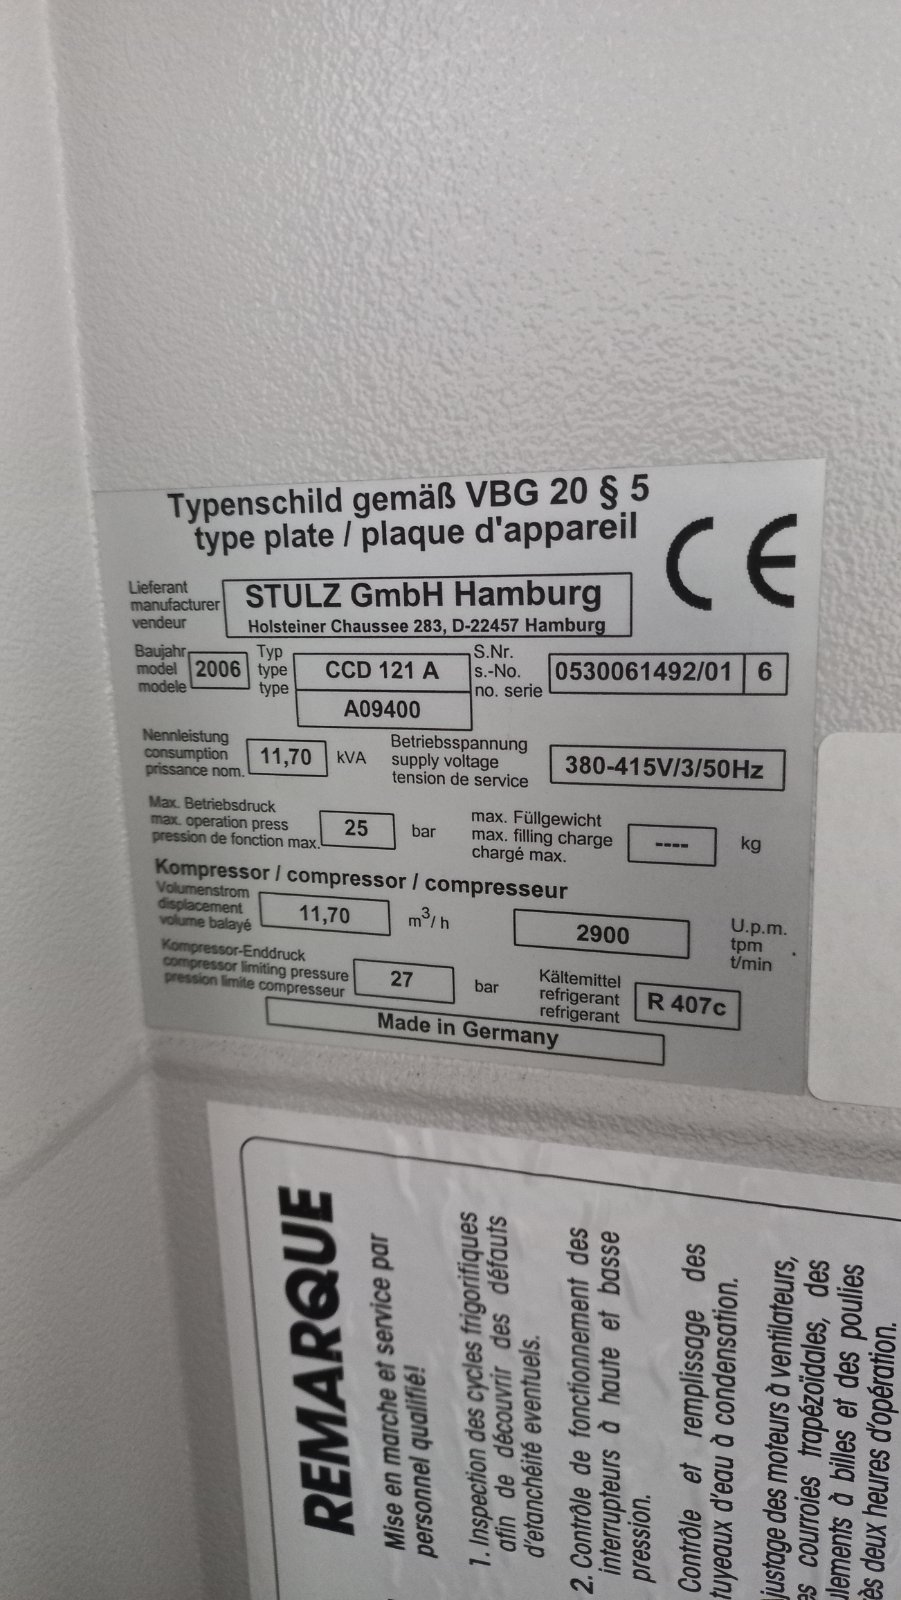 Typenschild gemäß VBG 20 § 5
type plate / plaque d'appareil
CE
Lieferant
manufacturer
vendeur
STULZ GmbH Hamburg
Holsteiner Chaussee 283, D-22457 Hamburg
Baujahr
model
modele
2006
Typ
type
type
CCD 121 A
A09400
S.Nr.
s.-No.
no. serie
0530061492/01 6
Nennleistung
consumption
prissance nom.
11,70 kVA
Betriebsspannung
supply voltage
tension de service
380-415V/3/50Hz
Max. Betriebsdruck
max. operation press
pression de fonction max.
25 bar
max. Füllgewicht
max. filling charge
chargé max.
---- kg
Kompressor / compressor / compresseur
Volumenstrom
displacement
volume balayé
11,70 m³/ h
2900
U.p.m.
tpm
t/min
Kompressor-Enddruck
compressor limiting pressure
pression limite compresseur
27 bar
Kältemittel
refrigerant
refrigerant
R 407c
Made in Germany
REMARQUE
Mise en marche et service par
personnel qualifié!
1. Inspection des cycles frigorifiques
afin de découvrir des défauts
d'étanchéité eventuels.
2. Contrôle de fonctionnement des
interrupteurs à haute et basse
pression.
Contrôle et remplissage des
tuyeaux d'eau à condensation.
des moteurs à ventilateurs,
courroies trapézoïdales, des
à billes et des poulies
deux heures d'opération.